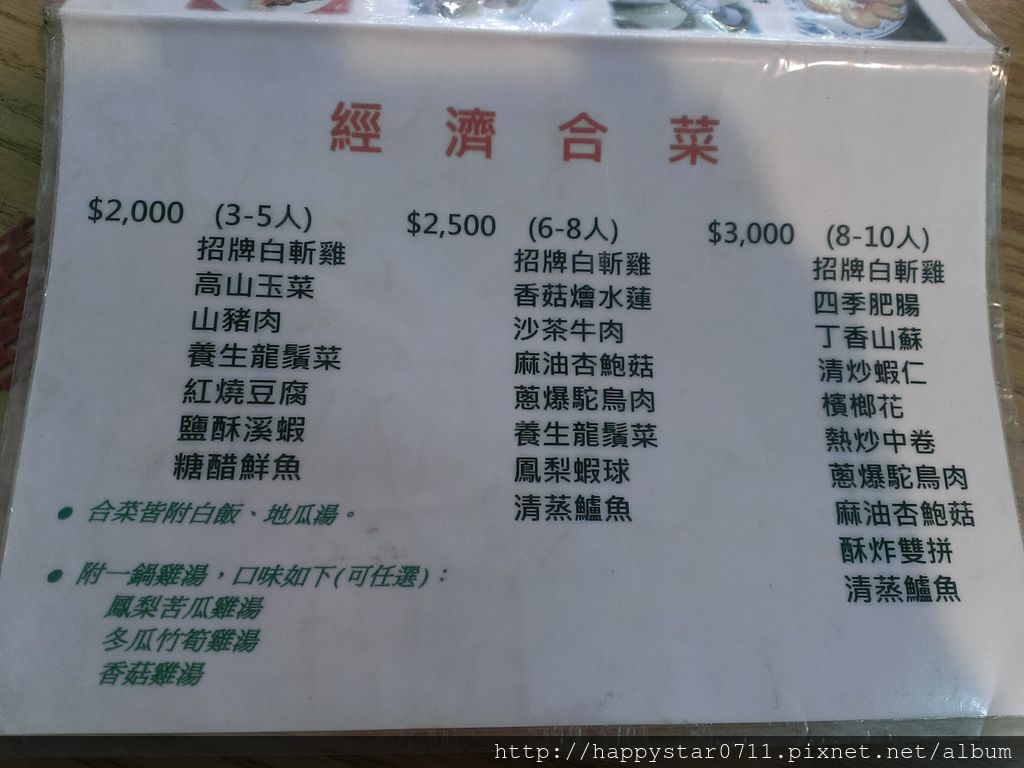 經濟合菜
$2,000 (3-5人)
招牌白斬雞
高山玉菜
山豬肉
養生龍鬚菜
紅燒豆腐
鹽酥溪蝦
糖醋鮮魚
$2,500 (6-8人)
招牌白斬雞
香菇燴水蓮
沙茶牛肉
麻油杏鮑菇
蔥爆駝鳥肉
養生龍鬚菜
鳳梨蝦球
清蒸鱸魚
$3,000 (8-10人)
招牌白斬雞
四季肥腸
丁香山蘇
清炒蝦仁
檳榔花
熱炒中卷
蔥爆駝鳥肉
麻油杏鮑菇
酥炸雙拼
清蒸鱸魚
● 合菜皆附白飯、地瓜湯。
● 附一鍋雞湯，口味如下(可任選)：
鳳梨苦瓜雞湯
冬瓜竹筍雞湯
香菇雞湯
http://happystar0711.pixnet.net/album